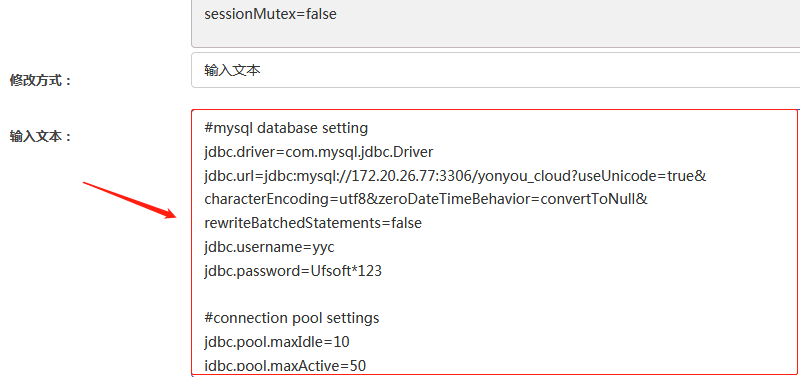 sessionMutex=false
修改方式：
输入文本
输入文本：
#mysql database setting
jdbc.driver=com.mysql.jdbc.Driver
jdbc.url=jdbc:mysql://172.20.26.77:3306/yonyou_cloud?useUnicode=true&
characterEncoding=utf8&zeroDateTimeBehavior=convertToNull&
rewriteBatchedStatements=false
jdbc.username=yyc
jdbc.password=Ufsoft*123
#connection pool settings
jdbc.pool.maxIdle=10
jdbc.pool.maxActive=50